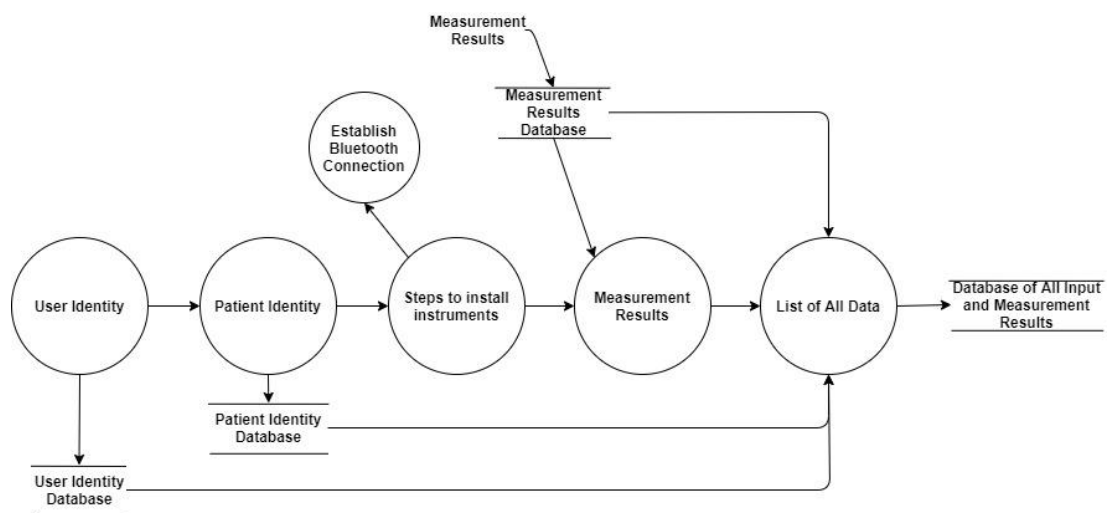 Measurement
Results
Measurement
Results
Database
Establish
Bluetooth
Connection
User Identity
Patient Identity
Steps to install
instruments
Measurement
Results
List of All Data
Database of All Input
and Measurement
Results
Patient Identity
Database
User Identity
Database